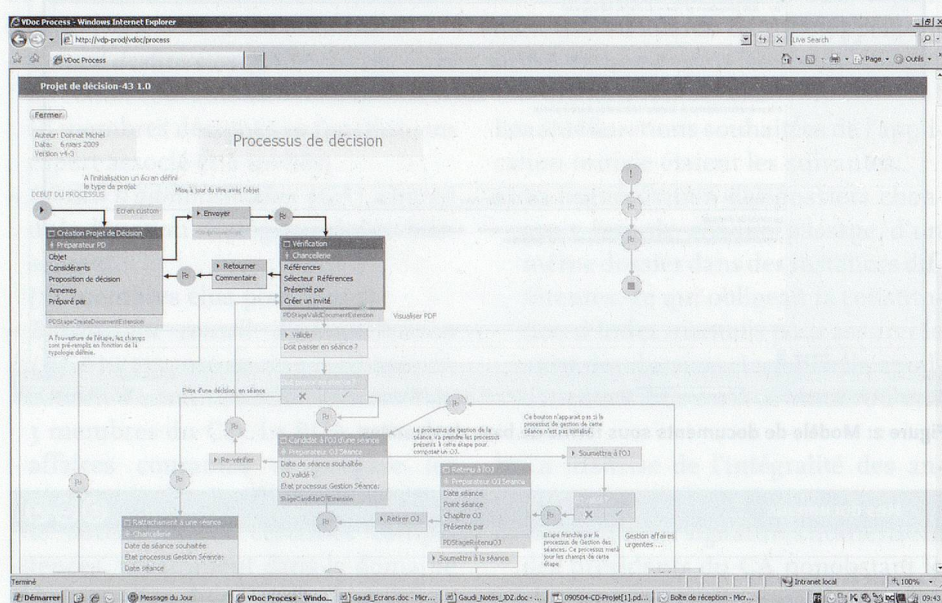 VDoc Process - Windows Internet Explorer
http://vdp-prod/vdoc/process
Live Search
VDoc Process
Page
Outils
Projet de décision-43 1.0
Fermer
Auteur: Donnat Michel
Date: 6 mars 2009
Version v4-3
Processus de décision
A l'initialisation un écran défini
le type de projet
DEBUT DU PROCESSUS
Ecran custom
Mise à jour du titre avec l'objet
Envoyer
Création Projet de Décision
Préparateur PD
Objet
Considérants
Proposition de décision
Annexes
Préparé par
PDStageCreateDocumentExtension
A l'ouverture de l'étape, les champs
sont pré-remplis en fonction de la
typologie définie.
Retourner
Commentaire
Vérification
Chancellerie
Références
Sélecteur Référence
Présenté par
Créer un invité
PDStageValidDocumentExtension
Visualiser PDF
Valider
Doit passer en séance ?
Prise d'une décision, en séance
Re-vérifier
Candidat à l'OJ d'une séance
Préparateur OJ Séance
Date de séance souhaitée
OJ validé ?
Etat processus Gestion Séance:
StageCandidatOJExtension
Le processus de gestion de la
séance, va prendre les processus
présents à cette étape pour
composer un OJ.
Ce bouton n'apparait pas si le
processus de gestion de cette
séance n'est pas initialisé.
Soumettre à l'OJ
Retenu à l'OJ
Préparateur OJ Séance
Date séance
Point séance
Chapitre OJ
Présenté par
PDStageRetenuOJ
Soumettre à la séance
Retirer OJ
Etape franchie par le
processus de Gestion des
séances. Ce processus met à
jour les champs de cette
étape.
Gestion affaires
urgentes ...
Rattachement à une séance
Chancellerie
Date de séance souhaitée
Etat processus Gestion Séance:
Date séance
Terminé
Intranet local
100%
Démarrer
Message du Jour
VDoc Process - Windo...
Gaudi_Ecrans.doc - Micr...
Gaudi_Notes_JDZ.doc - ...
090504-CD-Projet[1].pd...
Boîte de réception - Micr...
09:43